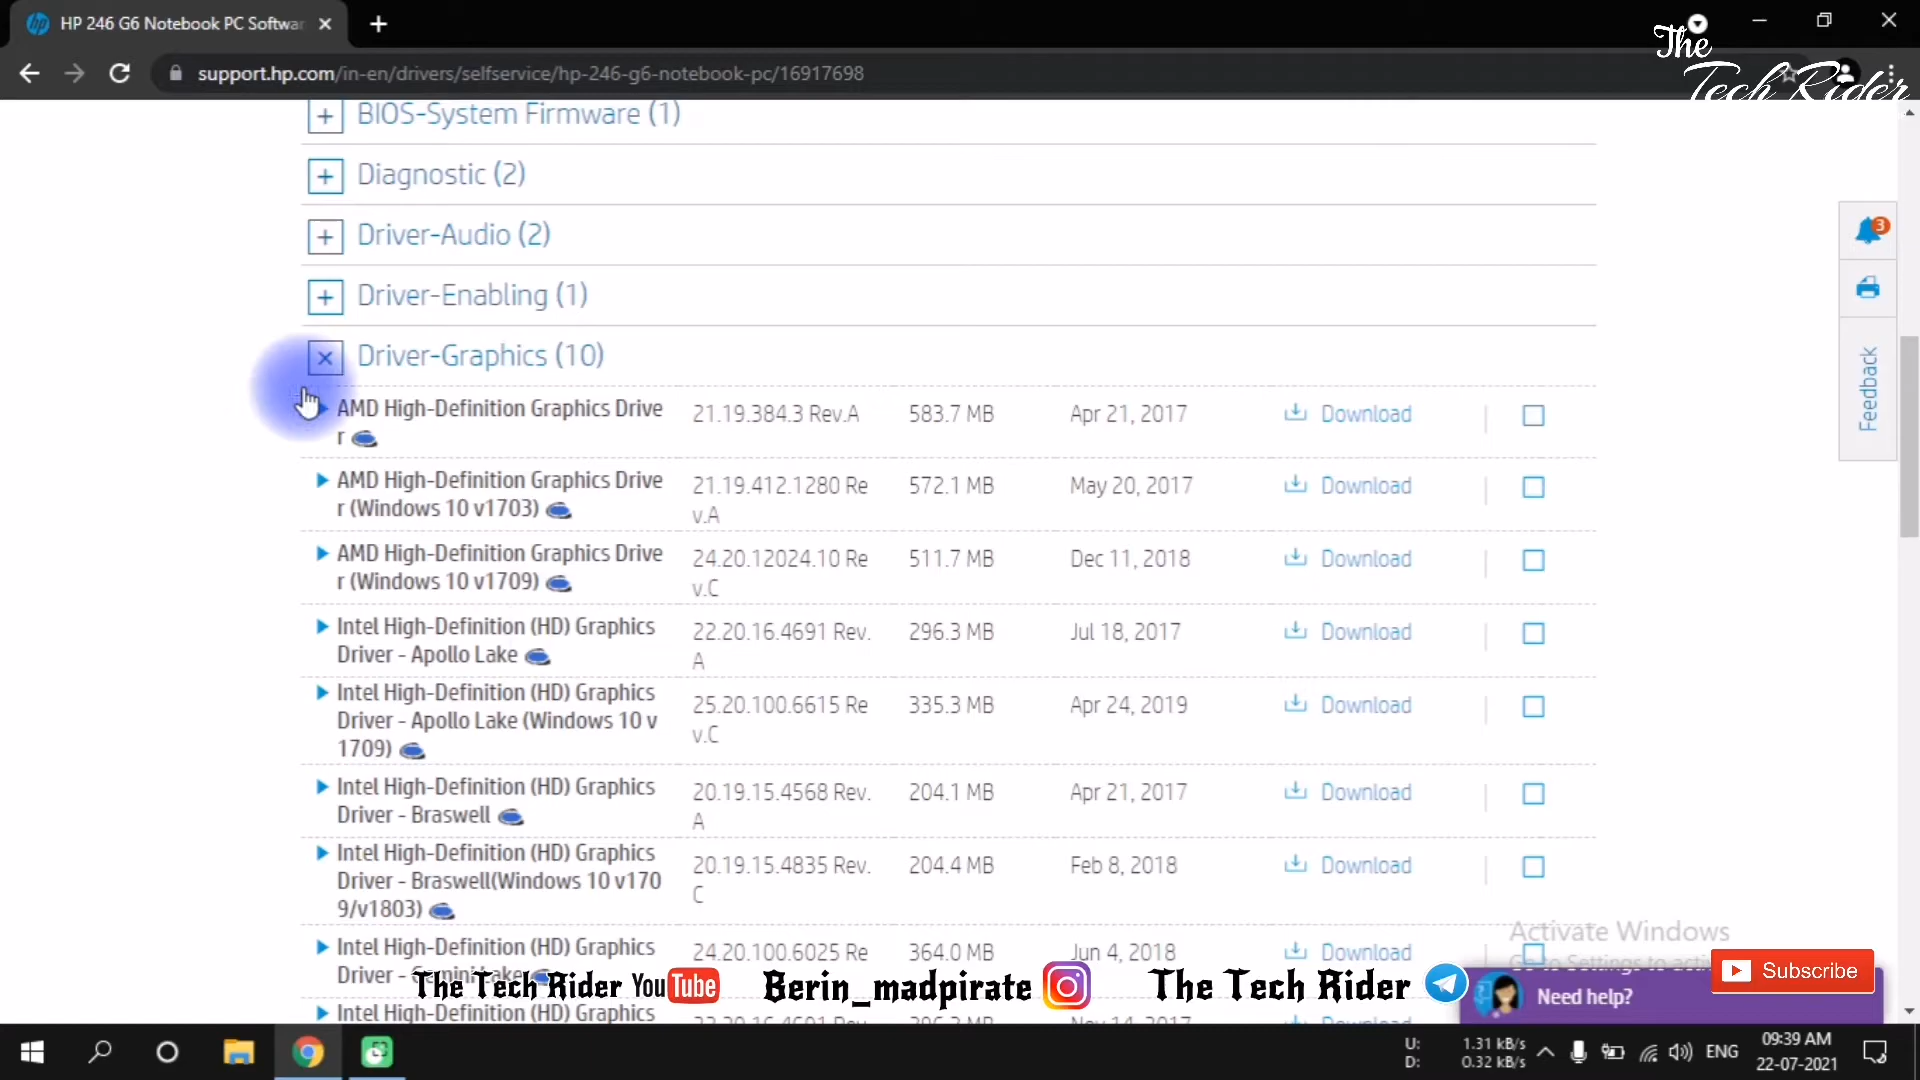 HP 246 G6 Notebook PC Softwar
The
Tech Rider
support.hp.com/in-en/drivers/selfservice/hp-246-g6-notebook-pc/16917698
BIOS-System Firmware (1)
Diagnostic (2)
Driver-Audio (2)
3
Driver-Enabling (1)
Driver-Graphics (10)
Feedback
AMD High-Definition Graphics Drive
r
21.19.384.3 Rev.A
583.7 MB
Apr 21, 2017
Download
AMD High-Definition Graphics Drive
r (Windows 10 v1703)
21.19.412.1280 Re
v.A
572.1 MB
May 20, 2017
Download
AMD High-Definition Graphics Drive
r (Windows 10 v1709)
24.20.12024.10 Re
v.C
511.7 MB
Dec 11, 2018
Download
Intel High-Definition (HD) Graphics
Driver - Apollo Lake
22.20.16.4691 Rev.
A
296.3 MB
Jul 18, 2017
Download
Intel High-Definition (HD) Graphics
Driver - Apollo Lake (Windows 10 v
1709)
25.20.100.6615 Re
v.C
335.3 MB
Apr 24, 2019
Download
Intel High-Definition (HD) Graphics
Driver - Braswell
20.19.15.4568 Rev.
A
204.1 MB
Apr 21, 2017
Download
Intel High-Definition (HD) Graphics
Driver - Braswell(Windows 10 v170
9/v1803)
20.19.15.4835 Rev.
C
204.4 MB
Feb 8, 2018
Download
Intel High-Definition (HD) Graphics
Driver -
24.20.100.6025 Re
364.0 MB
Jun 4, 2018
Download
Activate Windows
Go to Settings to acti
Subscribe
The Tech Rider YouTube
Berin_madpirate
The Tech Rider
Need help?
Intel High-Definition (HD) Graphics
U: 1.31 kB/s
D: 0.32 kB/s
ENG
09:39 AM
22-07-2021